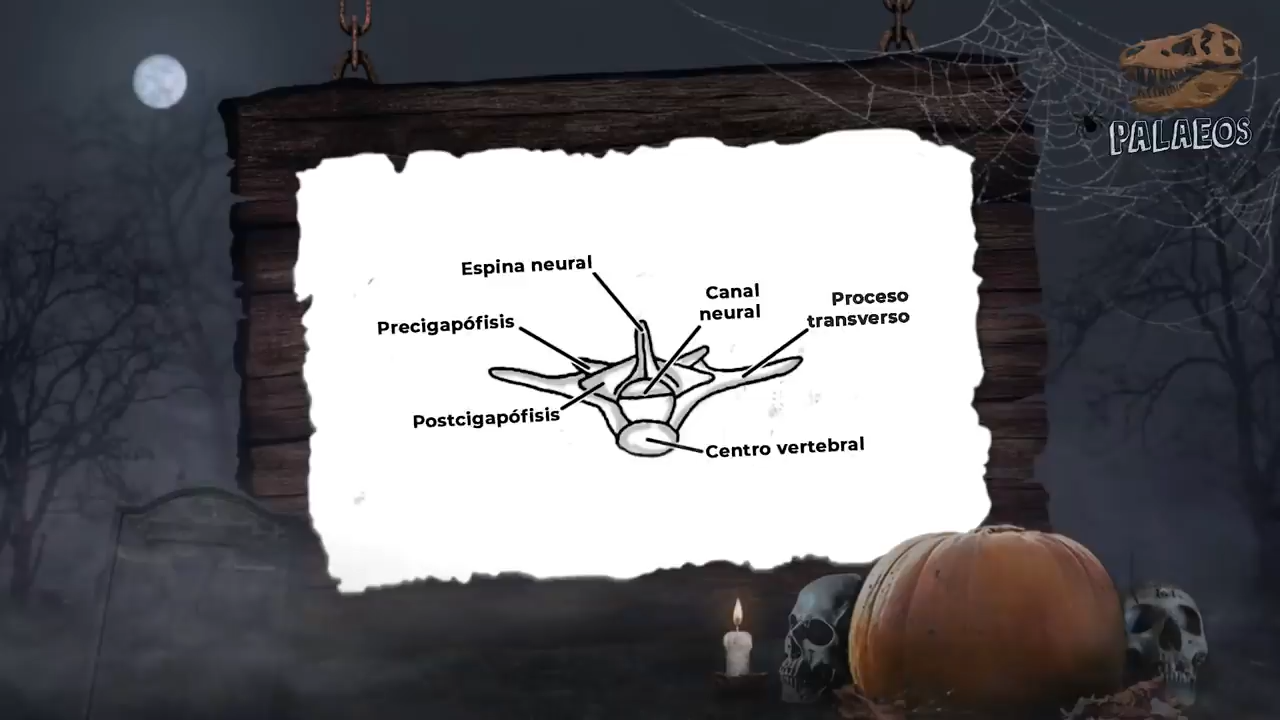 PALAEOS
Espina neural
Canal
neural
Proceso
transverso
Precigapófisis
Postcigapófisis
Centro vertebral